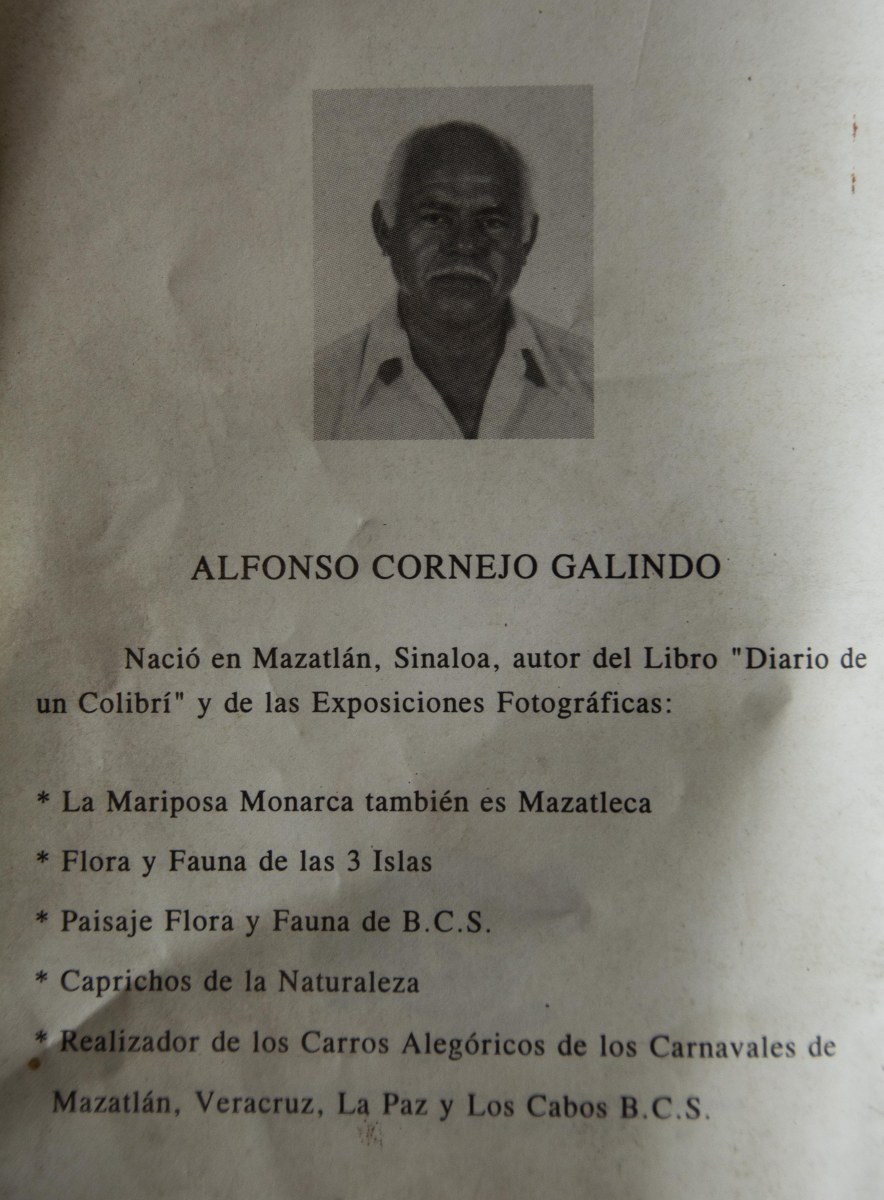 ALFONSO CORNEJO GALINDO
Nació en Mazatlán, Sinaloa, autor del Libro "Diario de
un Colibrí" y de las Exposiciones Fotográficas:
* La Mariposa Monarca también es Mazatleca
* Flora y Fauna de las 3 Islas
* Paisaje Flora y Fauna de B.C.S.
* Caprichos de la Naturaleza
* Realizador de los Carros Alegóricos de los Carnavales de
Mazatlán, Veracruz, La Paz y Los Cabos B.C.S.